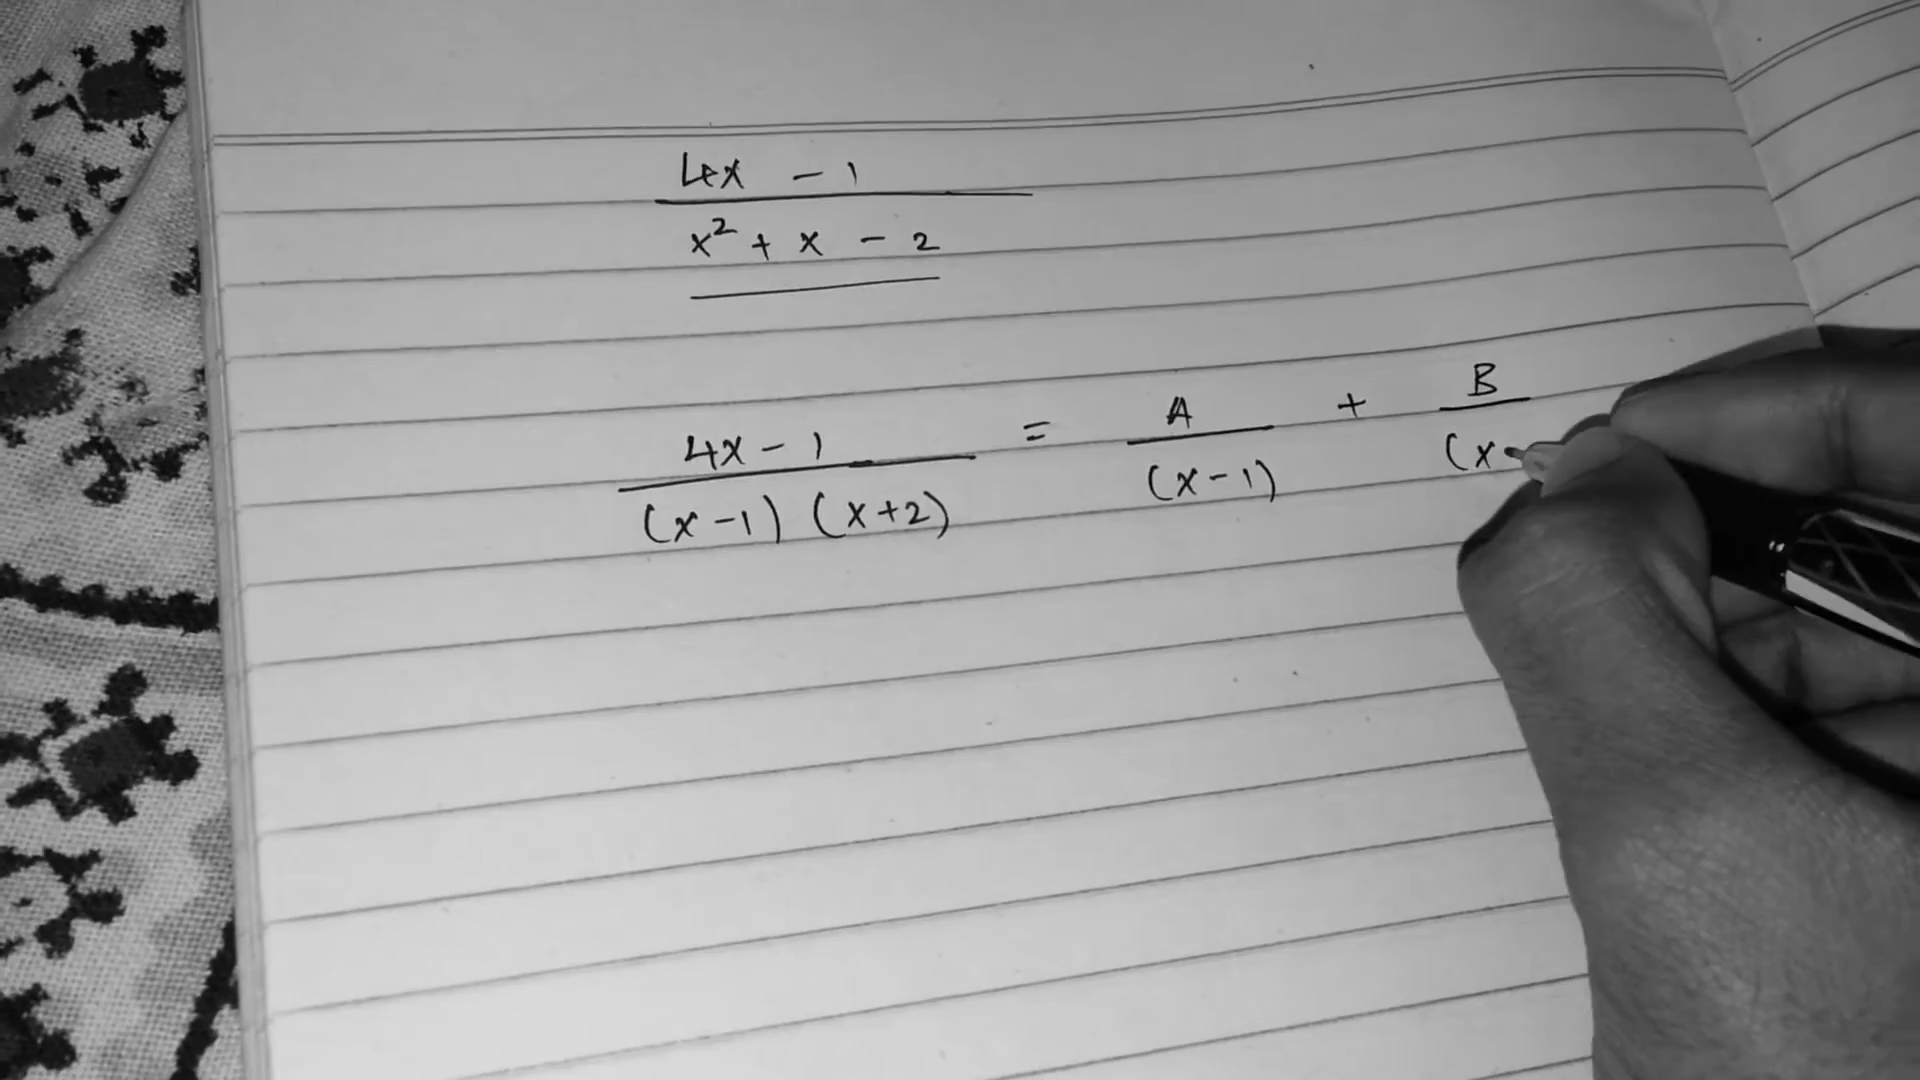 4x - 1
x² + x - 2
4x - 1 / (x - 1) (x + 2) = A / (x - 1) + B / (x